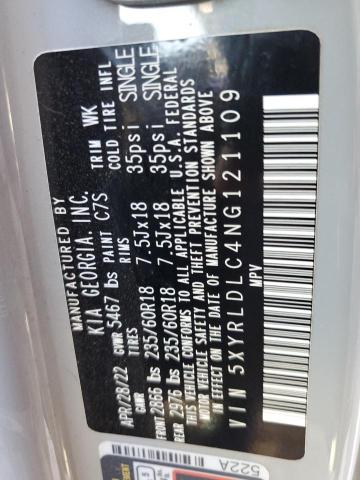 MANUFACTURED BY
KIA GEORGIA, INC.
APR/28/22 GVWR 5467 lbs PAINT C7S TRIM WK
GAWR TIRES RIMS COLD TIRE INFL
FRONT 2866 lbs 235/60R18 7.5JX18 35psi SINGLE
REAR 2976 lbs 235/60R18 7.5JX18 35psi SINGLE
THIS VEHICLE CONFORMS TO ALL APPLICABLE U.S.A. FEDERAL
MOTOR VEHICLE SAFETY AND THEFT PREVENTION STANDARDS
IN EFFECT ON THE DATE OF MANUFACTURE SHOWN ABOVE
VIN 5XYRLDLC4NG121109
MPV
522A